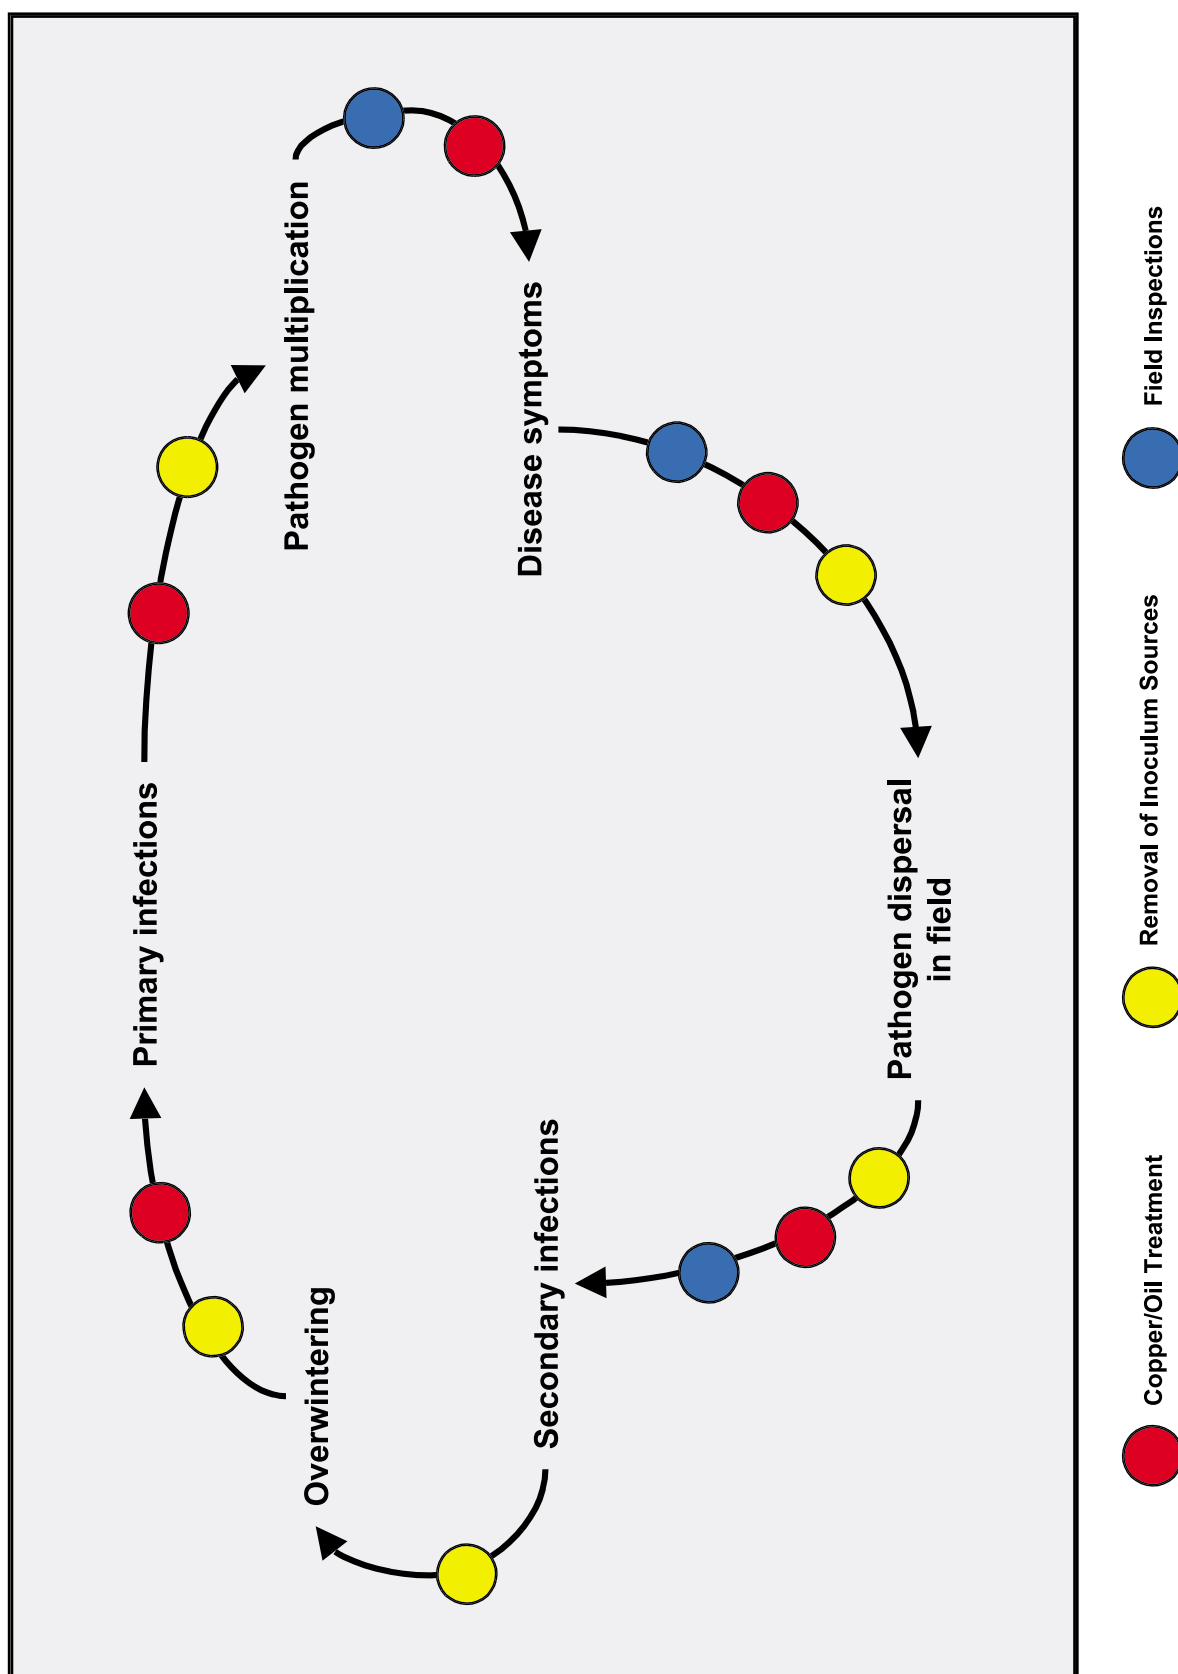 Primary infections
Pathogen multiplication
Disease symptoms
Pathogen dispersal
in field
Secondary infections
Overwintering
Copper/Oil Treatment
Removal of Inoculum Sources
Field Inspections